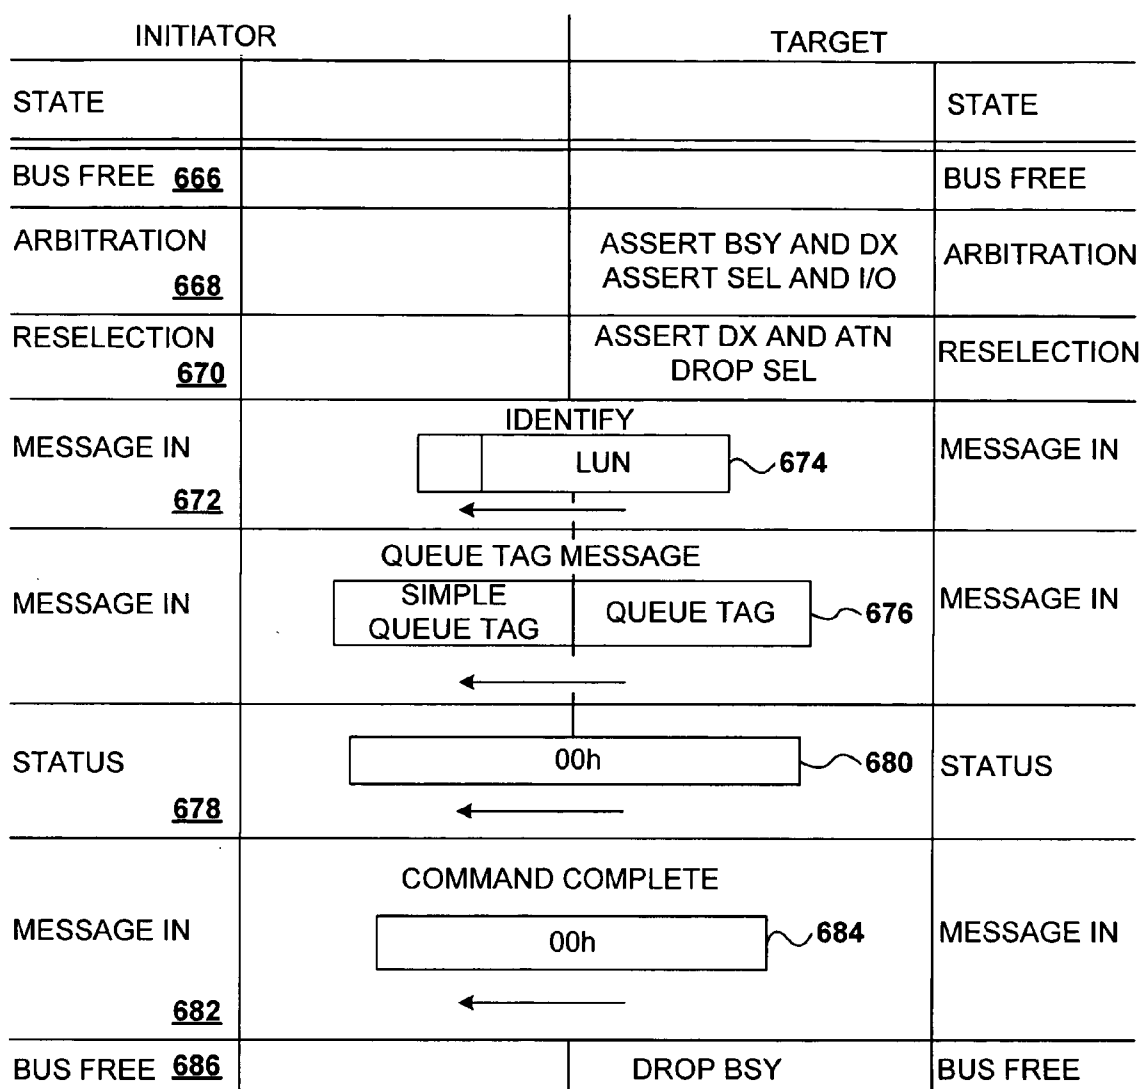 INITIATOR
TARGET
STATE
STATE
BUS FREE 666
BUS FREE
ARBITRATION
668
ASSERT BSY AND DX
ASSERT SEL AND I/O
ARBITRATION
RESELECTION
670
ASSERT DX AND ATN
DROP SEL
RESELECTION
MESSAGE IN
672
IDENTIFY
LUN
674
MESSAGE IN
MESSAGE IN
QUEUE TAG MESSAGE
SIMPLE
QUEUE TAG
QUEUE TAG
676
MESSAGE IN
STATUS
678
00h
680
STATUS
MESSAGE IN
682
COMMAND COMPLETE
00h
684
MESSAGE IN
BUS FREE 686
DROP BSY
BUS FREE